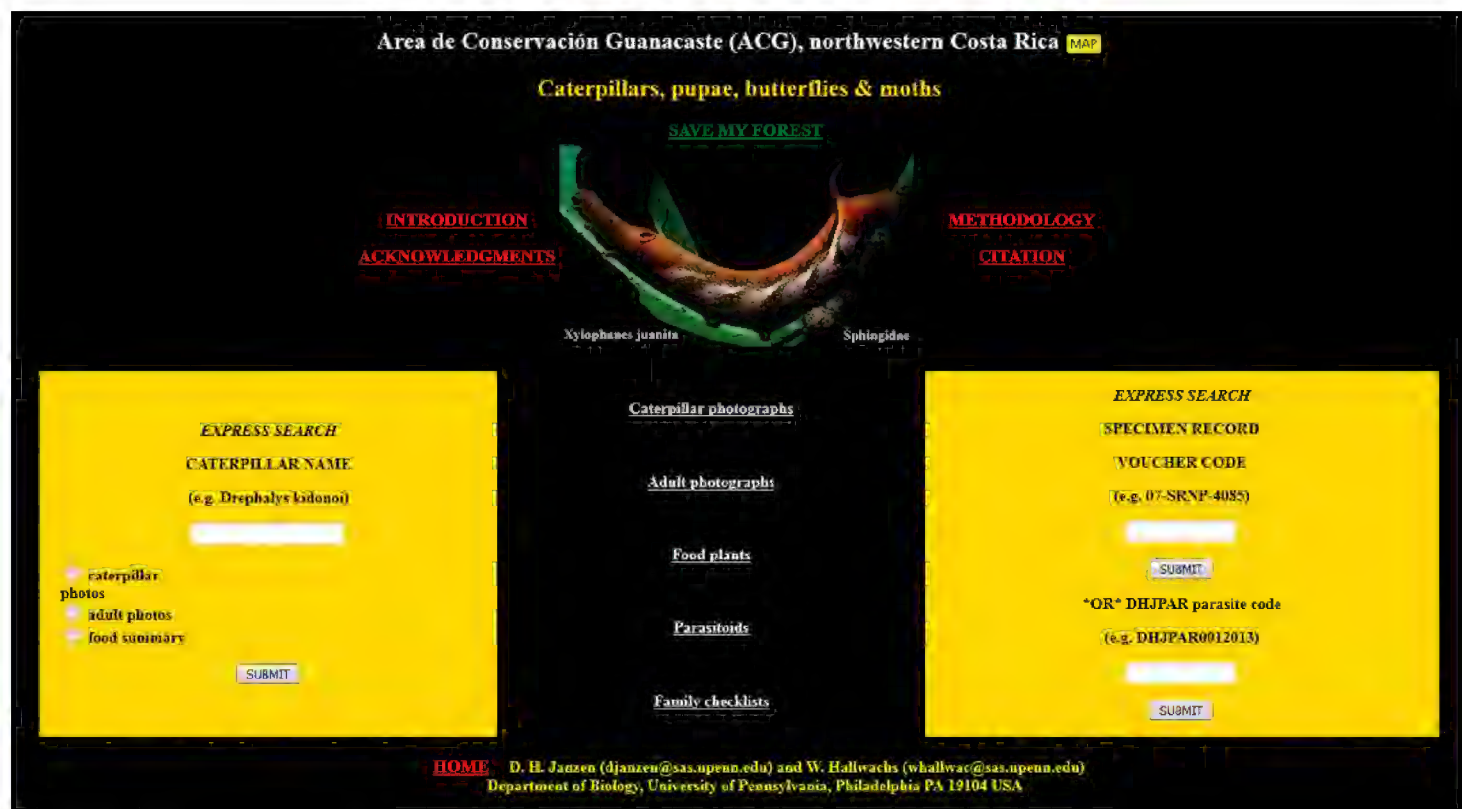 Area de Conservación Guanacaste (ACG), northwestern Costa Rica MAP
Caterpillars, pupae, butterflies & moths
SAVE MY FOREST
INTRODUCTION
ACKNOWLEDGMENTS
METHODOLOGY
CITATION
Xylophanes juanita
Sphingidae
EXPRESS SEARCH
CATERPILLAR NAME
(e.g. Drephalys kidonoi)
caterpillar
photos
adult photos
food summary
SUBMIT
Caterpillar photographs
Adult photographs
Food plants
Parasitoids
Family checklists
EXPRESS SEARCH
SPECIMEN RECORD
VOUCHER CODE
(e.g. 07-SRNP-4085)
SUBMIT
*OR* DHJPAR parasite code
(e.g. DHJPAR0012013)
SUBMIT
HOME D. H. Janzen (djanzen@sas.upenn.edu) and W. Hallwachs (whallwac@sas.upenn.edu)
Department of Biology, University of Pennsylvania, Philadelphia PA 19104 USA